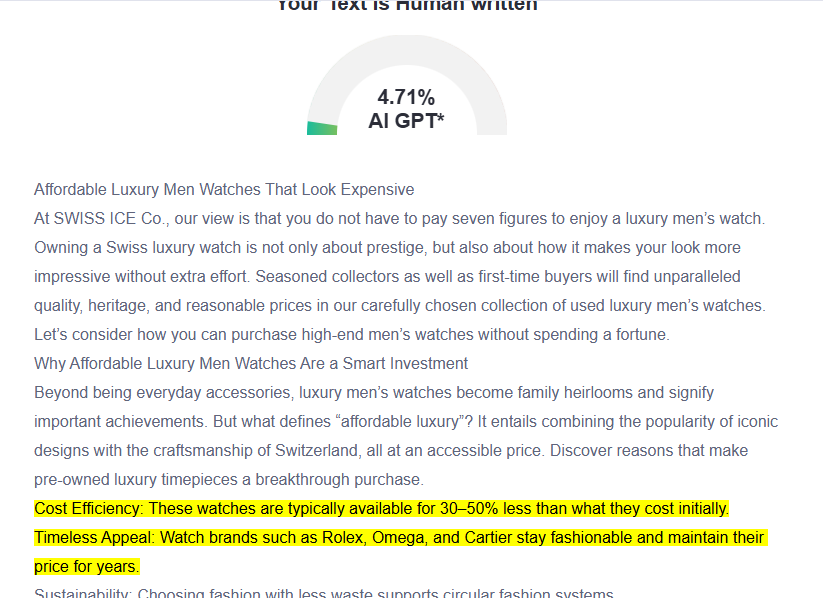 Your Text is Human written
4.71%
AI GPT*
Affordable Luxury Men Watches That Look Expensive
At SWISS ICE Co., our view is that you do not have to pay seven figures to enjoy a luxury men’s watch.
Owning a Swiss luxury watch is not only about prestige, but also about how it makes your look more
impressive without extra effort. Seasoned collectors as well as first-time buyers will find unparalleled
quality, heritage, and reasonable prices in our carefully chosen collection of used luxury men’s watches.
Let’s consider how you can purchase high-end men’s watches without spending a fortune.
Why Affordable Luxury Men Watches Are a Smart Investment
Beyond being everyday accessories, luxury men’s watches become family heirlooms and signify
important achievements. But what defines “affordable luxury”? It entails combining the popularity of iconic
designs with the craftsmanship of Switzerland, all at an accessible price. Discover reasons that make
pre-owned luxury timepieces a breakthrough purchase.
Cost Efficiency: These watches are typically available for 30–50% less than what they cost initially.
Timeless Appeal: Watch brands such as Rolex, Omega, and Cartier stay fashionable and maintain their
price for years.
Sustainability: Choosing fashion with less waste supports circular fashion systems.